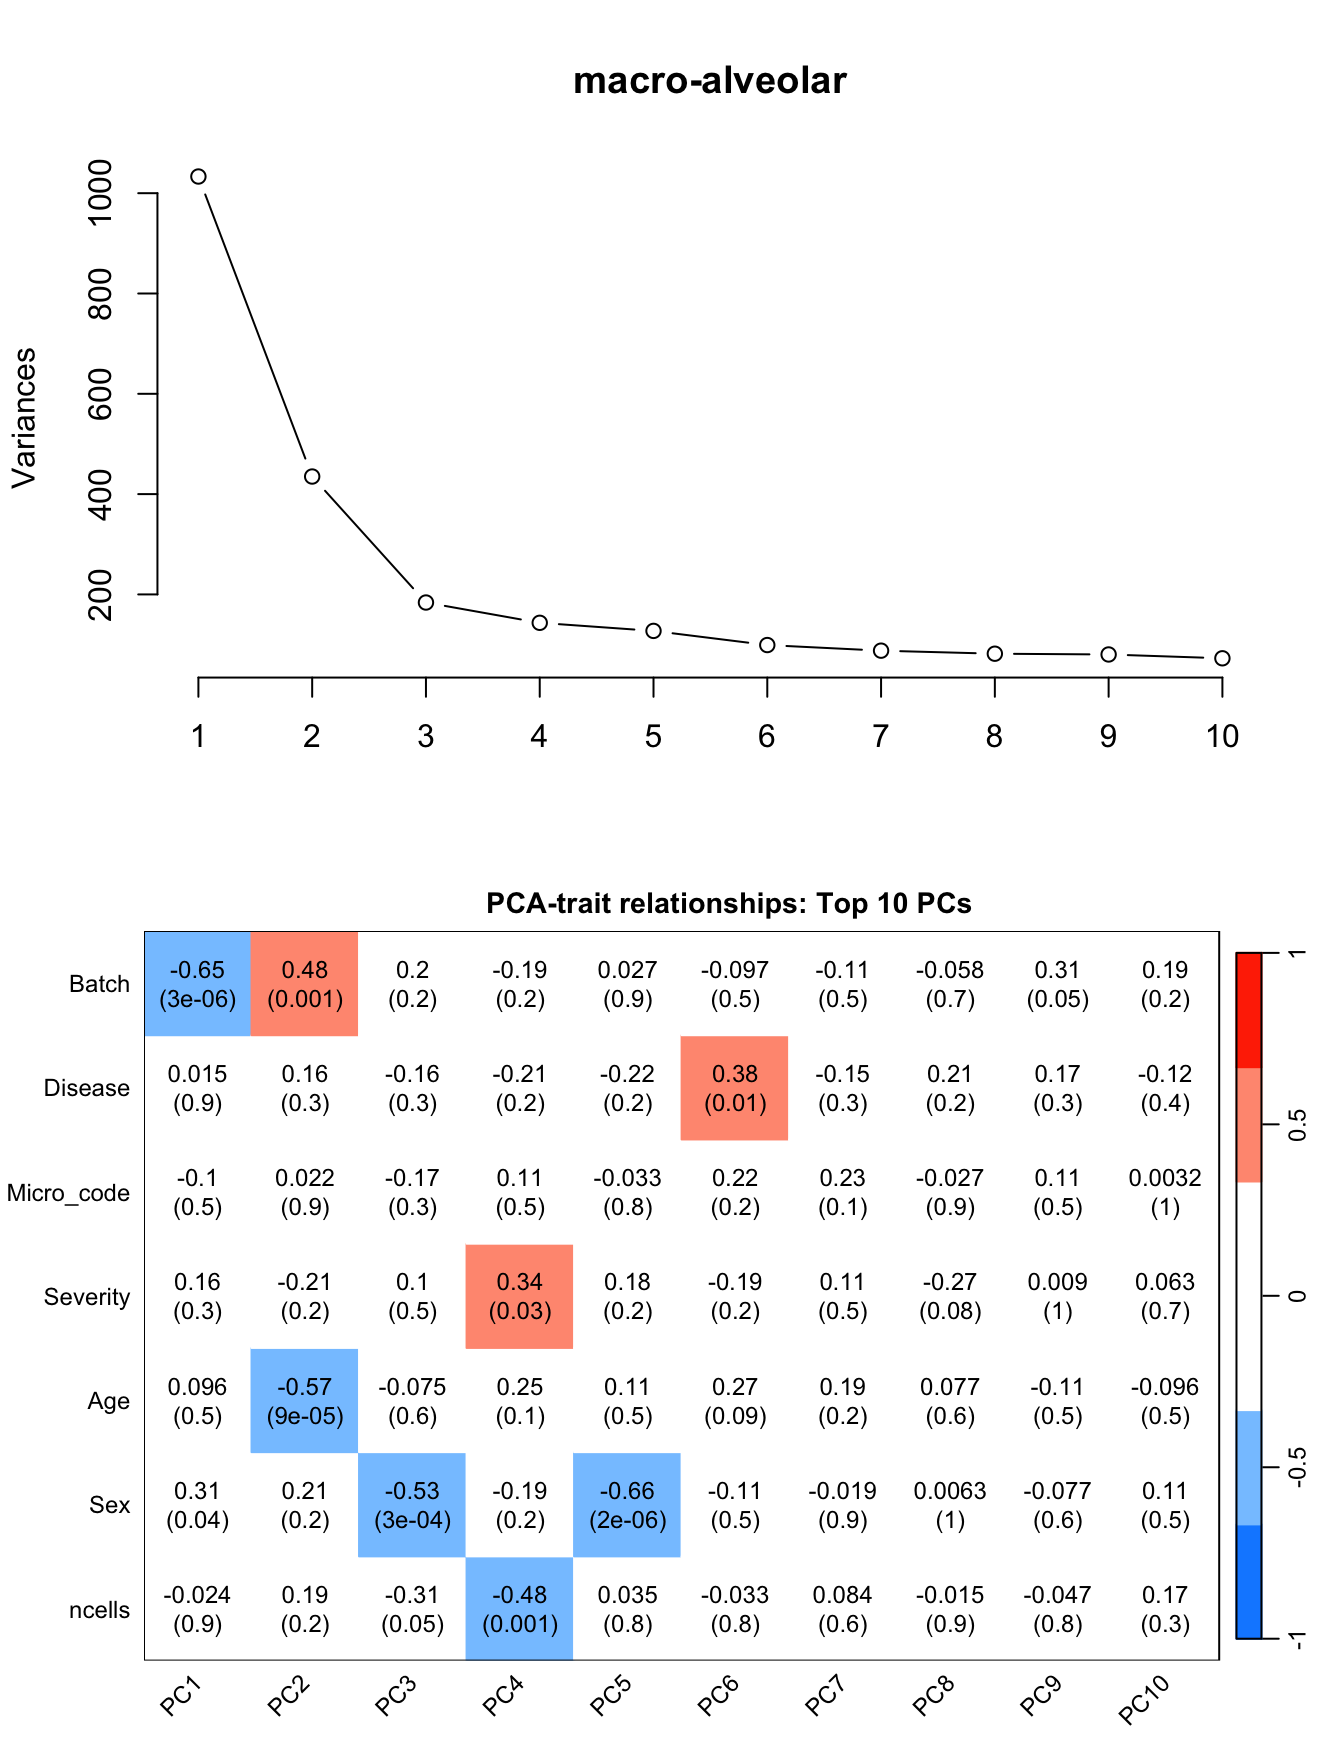 macro-alveolar
Variances
1000
800
600
400
200
1 2 3 4 5 6 7 8 9 10
PCA-trait relationships: Top 10 PCs
Batch -0.65 0.48 0.2 -0.19 0.027 -0.097 -0.11 -0.058 0.31 0.19
(3e-06) (0.001) (0.2) (0.2) (0.9) (0.5) (0.5) (0.7) (0.05) (0.2)
Disease 0.015 0.16 -0.16 -0.21 -0.22 0.38 -0.15 0.21 0.17 -0.12
(0.9) (0.3) (0.3) (0.2) (0.2) (0.01) (0.3) (0.2) (0.3) (0.4)
Micro_code -0.1 0.022 -0.17 0.11 -0.033 0.22 0.23 -0.027 0.11 0.0032
(0.5) (0.9) (0.3) (0.5) (0.8) (0.2) (0.1) (0.9) (0.5) (1)
Severity 0.16 -0.21 0.1 0.34 0.18 -0.19 0.11 -0.27 0.009 0.063
(0.3) (0.2) (0.5) (0.03) (0.2) (0.2) (0.5) (0.08) (1) (0.7)
Age 0.096 -0.57 -0.075 0.25 0.11 0.27 0.19 0.077 -0.11 -0.096
(0.5) (9e-05) (0.6) (0.1) (0.5) (0.09) (0.2) (0.6) (0.5) (0.5)
Sex 0.31 0.21 -0.53 -0.19 -0.66 -0.11 -0.019 0.0063 -0.077 0.11
(0.04) (0.2) (3e-04) (0.2) (2e-06) (0.5) (0.9) (1) (0.6) (0.5)
ncells -0.024 0.19 -0.31 -0.48 0.035 -0.033 0.084 -0.015 -0.047 0.17
(0.9) (0.2) (0.05) (0.001) (0.8) (0.8) (0.6) (0.9) (0.8) (0.3)
PC1 PC2 PC3 PC4 PC5 PC6 PC7 PC8 PC9 PC10
1
0.5
0
-0.5
-1